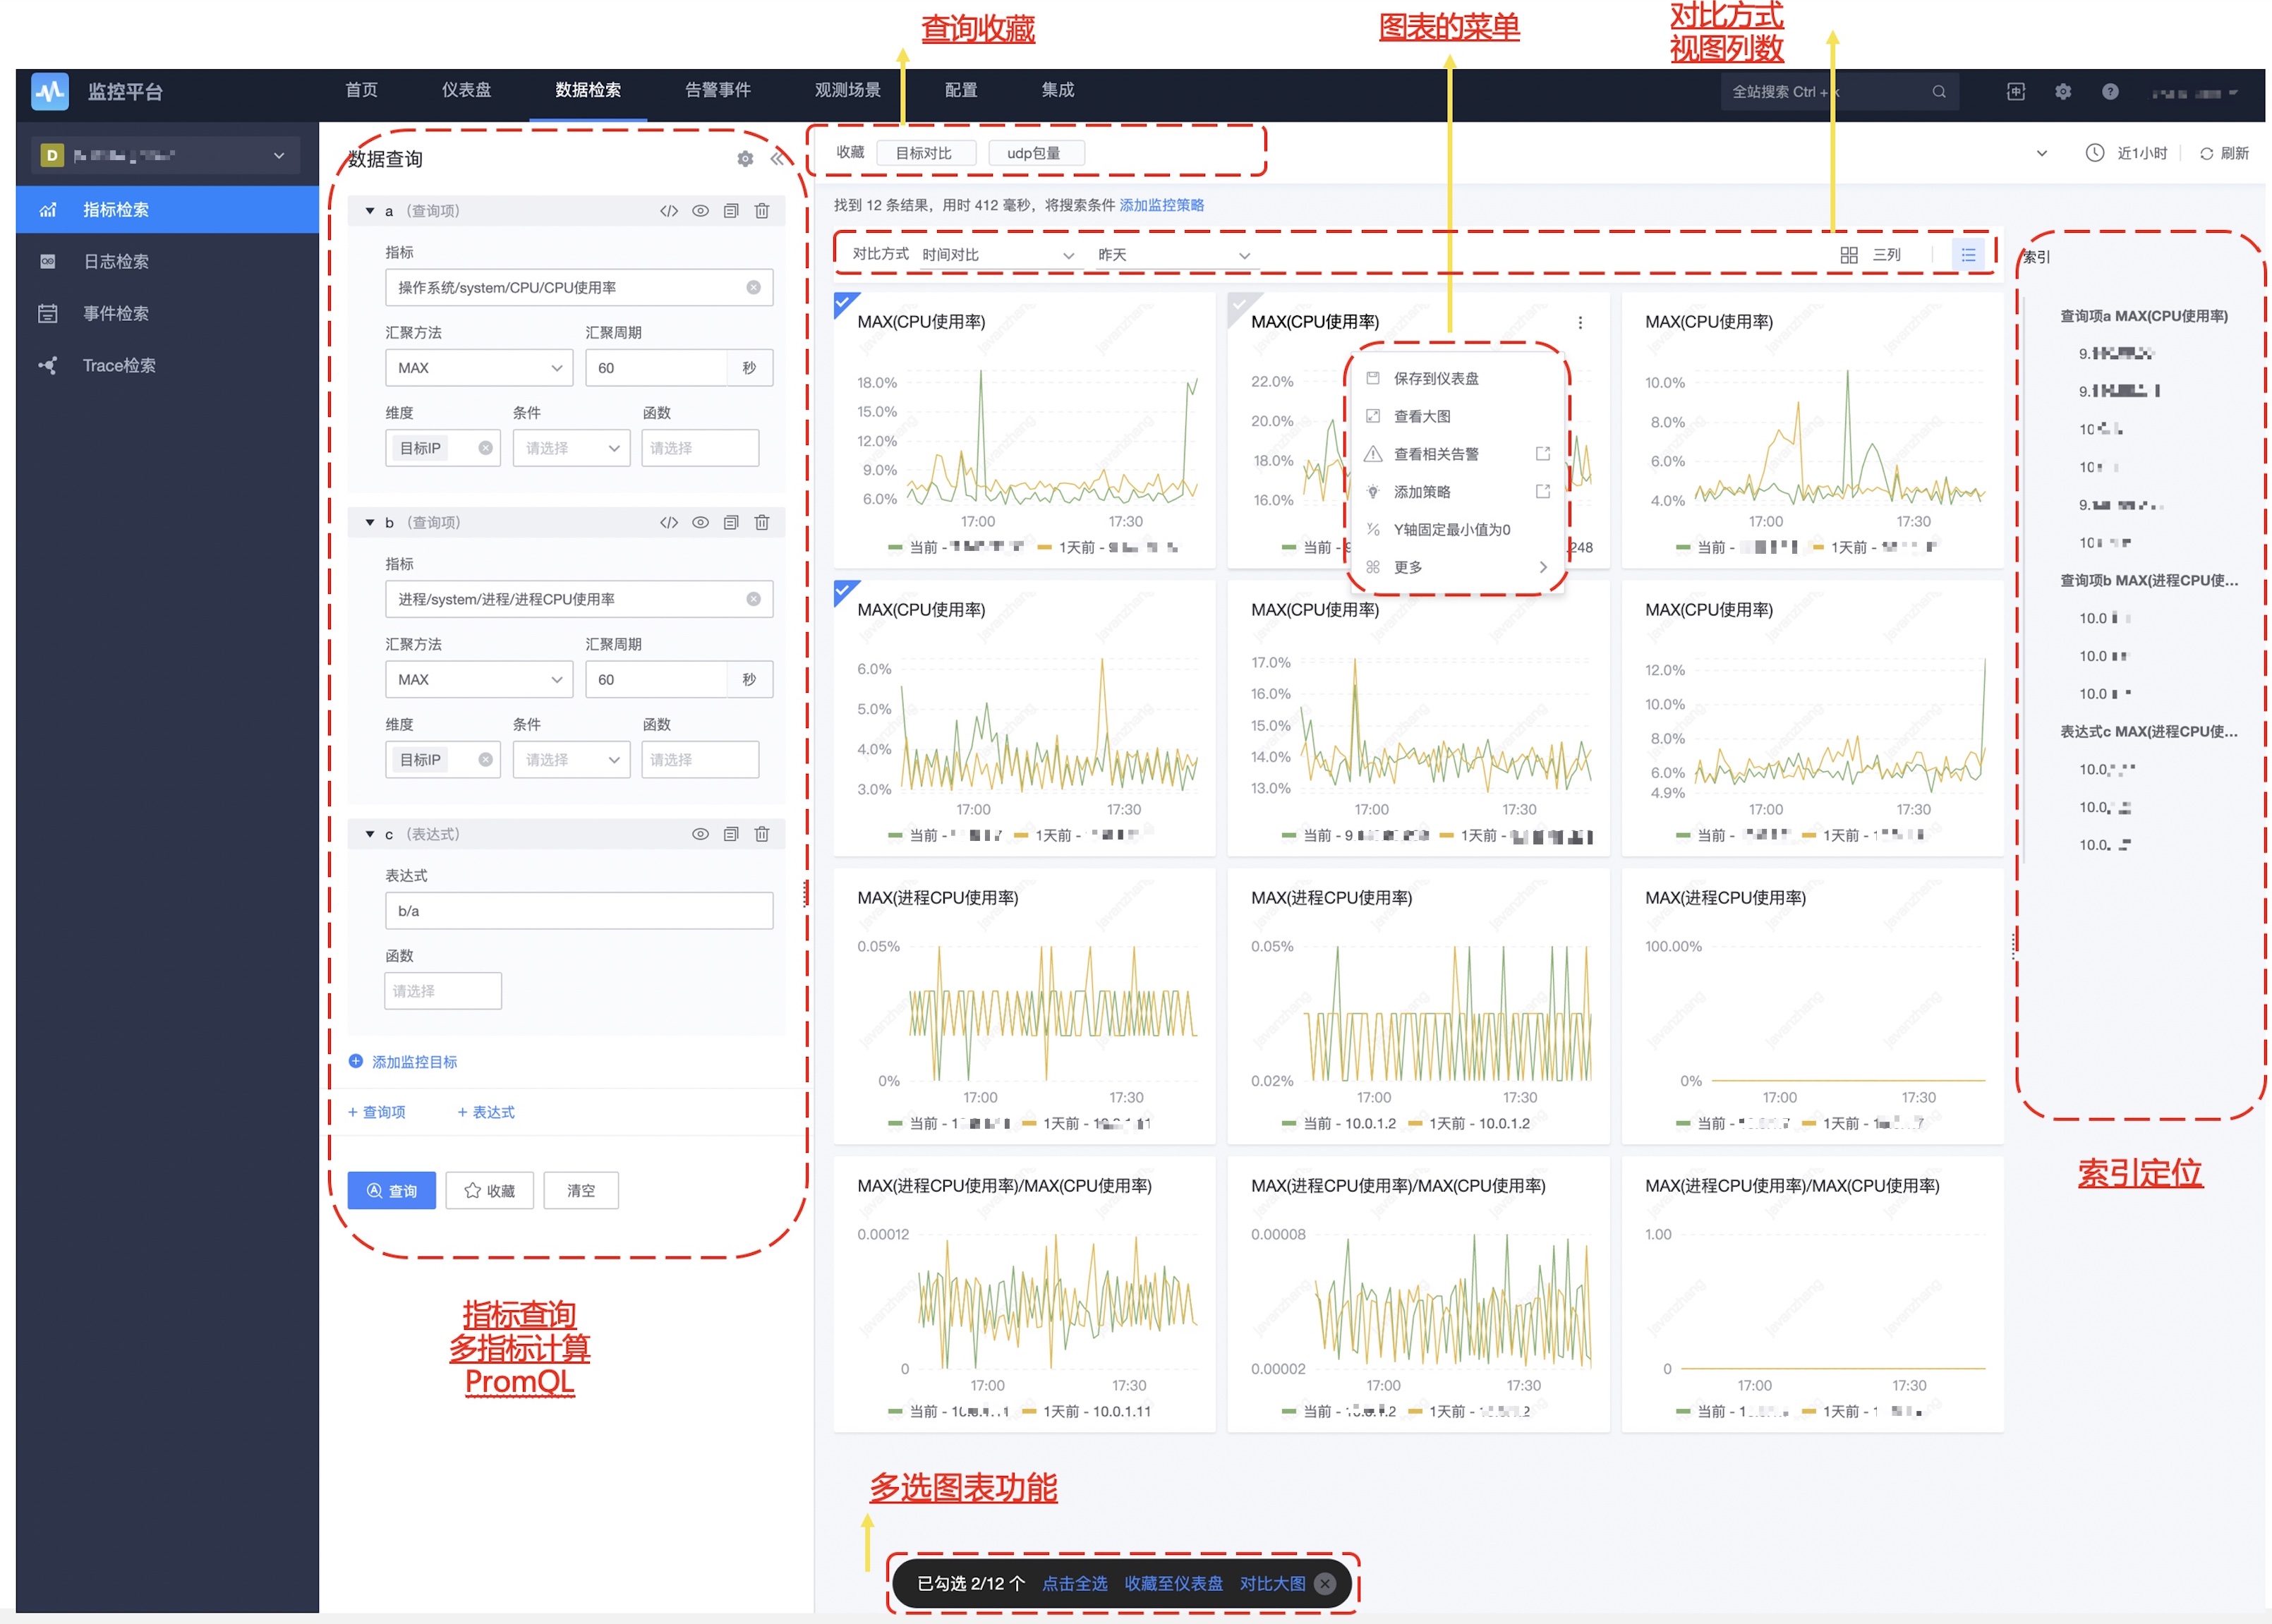 查询收藏
图表的菜单
对比方式
视图列数
监控平台
首页 仪表盘 数据检索 告警事件 观测场景 配置 集成
全站搜索 Ctrl + k
D
指标检索
日志检索
事件检索
Trace检索
数据查询
a (查询项)
指标
操作系统/system/CPU/CPU使用率
汇聚方法 汇聚周期
MAX 60 秒
维度 条件 函数
目标IP 请选择 请选择
b (查询项)
指标
进程/system/进程/进程CPU使用率
汇聚方法 汇聚周期
MAX 60 秒
维度 条件 函数
目标IP 请选择 请选择
c (表达式)
表达式
b/a
函数
请选择
添加监控目标
+ 查询项 + 表达式
查询 收藏 清空
指标查询
多指标计算
PromQL
收藏 目标对比 udp包量
近1小时 刷新
找到 12 条结果，用时 412 毫秒，将搜索条件 添加监控策略
对比方式 时间对比 昨天 三列
MAX(CPU使用率)
18.0%
15.0%
12.0%
9.0%
6.0%
17:00 17:30
当前 - 1天前 - 9
MAX(CPU使用率)
22.0%
20.0%
18.0%
16.0%
当前 - 9 .248
保存到仪表盘
查看大图
查看相关告警
添加策略
Y轴固定最小值为0
更多
MAX(CPU使用率)
10.0%
8.0%
6.0%
4.0%
17:00 17:30
当前 - 1天前 -
MAX(CPU使用率)
6.0%
5.0%
4.0%
3.0%
17:00 17:30
当前 - 1天前 -
MAX(CPU使用率)
17.0%
16.0%
15.0%
14.0%
13.0%
17:00 17:30
当前 - 9 1天前 -
MAX(CPU使用率)
12.0%
10.0%
8.0%
6.0%
4.9%
17:00 17:30
当前 - 1天前 - 1
MAX(进程CPU使用率)
0.05%
0%
17:00 17:30
当前 - 1 1天前 -
MAX(进程CPU使用率)
0.05%
0.02%
17:00 17:30
当前 - 10.0.1.2 1天前 - 10.0.1.2
MAX(进程CPU使用率)
100.00%
0%
17:00 17:30
当前 - 1天前 -
MAX(进程CPU使用率)/MAX(CPU使用率)
0.00012
0
17:00 17:30
当前 - 1天前 - 10.0.1.11
MAX(进程CPU使用率)/MAX(CPU使用率)
0.00008
0.00002
17:00 17:30
当前 - 1天前 -
MAX(进程CPU使用率)/MAX(CPU使用率)
1.00
0
17:00 17:30
当前 - 1 1天前 - 1
索引
查询项a MAX(CPU使用率)
9.
9.
10
10
9.
10
查询项b MAX(进程CPU使...
10.0
10.0
10.0
表达式c MAX(进程CPU使...
10.0.
10.0.
10.0.
索引定位
多选图表功能
已勾选 2/12 个 点击全选 收藏至仪表盘 对比大图